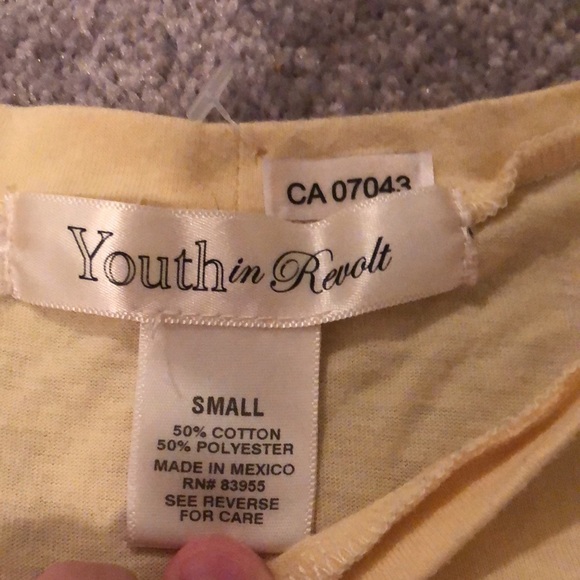 CA 07043
Youth in Revolt
SMALL
50% COTTON
50% POLYESTER
MADE IN MEXICO
RN# 83955
SEE REVERSE
FOR CARE